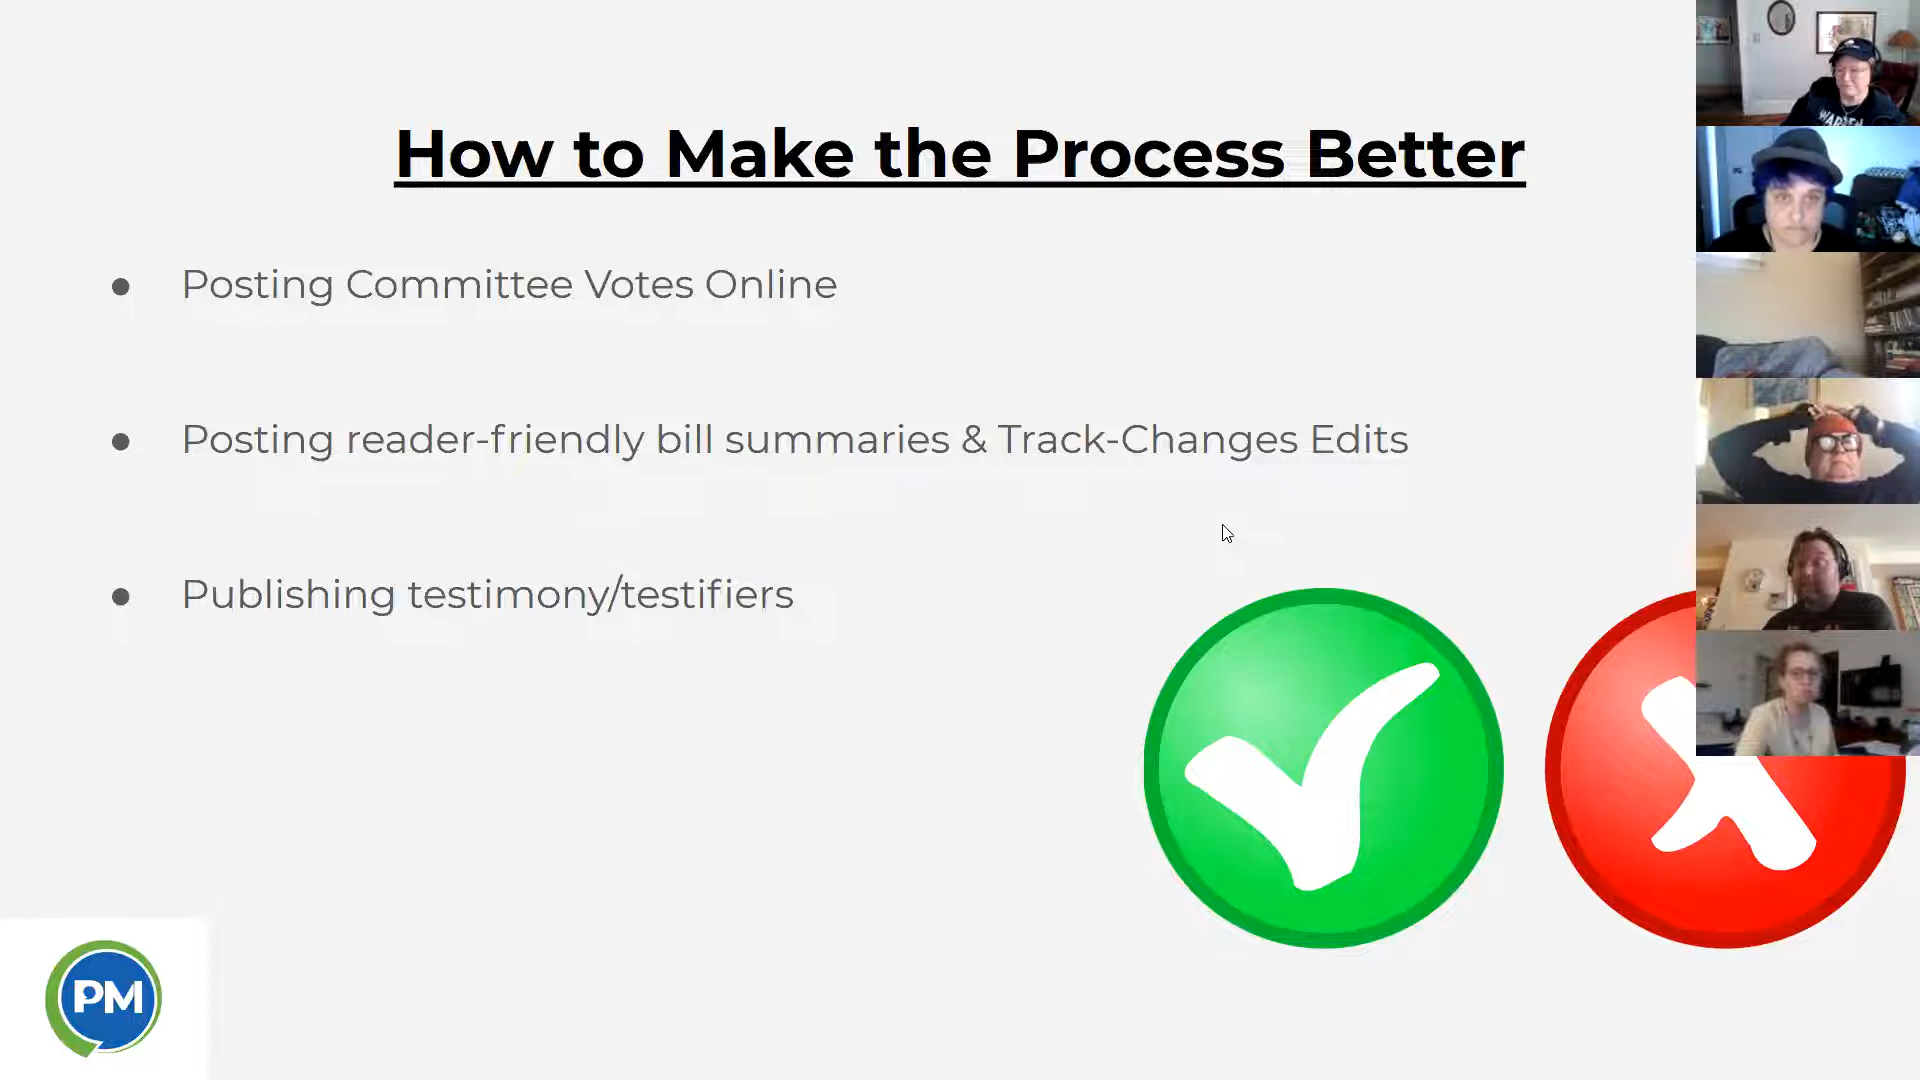 How to Make the Process Better
● Posting Committee Votes Online
● Posting reader-friendly bill summaries & Track-Changes Edits
● Publishing testimony/testifiers
PM
WARREN